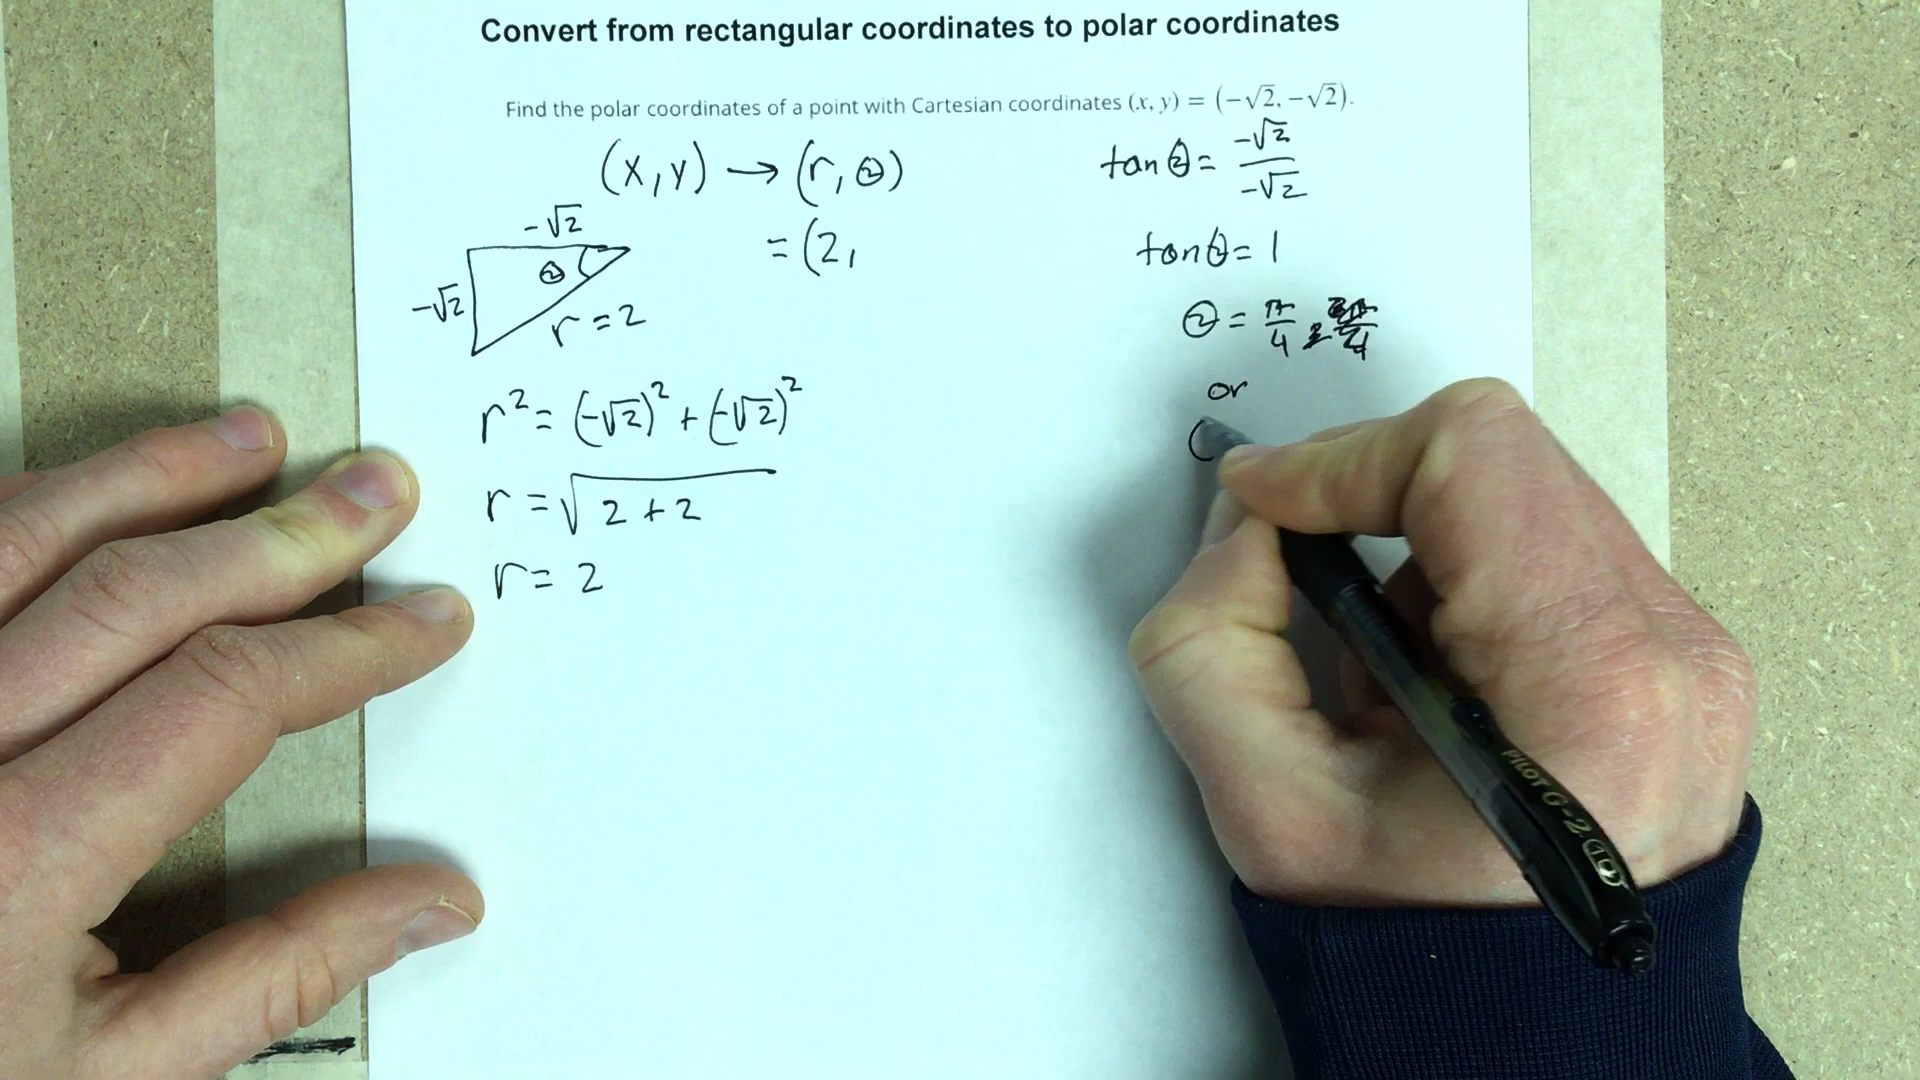 Convert from rectangular coordinates to polar coordinates
Find the polar coordinates of a point with Cartesian coordinates (x, y) = (−√2, −√2).
(x,y) → (r, θ)
= (2,
-√2
θ
-√2
r = 2
r² = (-√2)² + (-√2)²
r = √2 + 2
r = 2
tan θ = -√2/-√2
tan θ = 1
θ = π/4
or
PILOT G-2 10